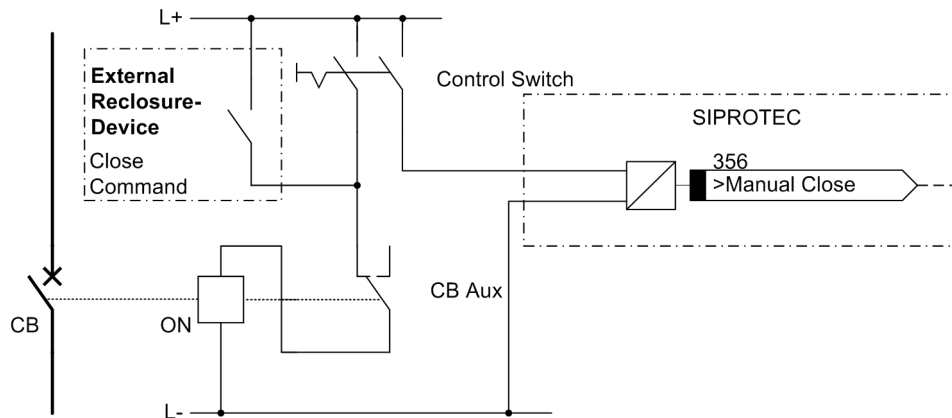 L+
External
Reclosure-
Device
Close
Command
Control Switch
SIPROTEC
356
>Manual Close
CB Aux
CB
ON
L-